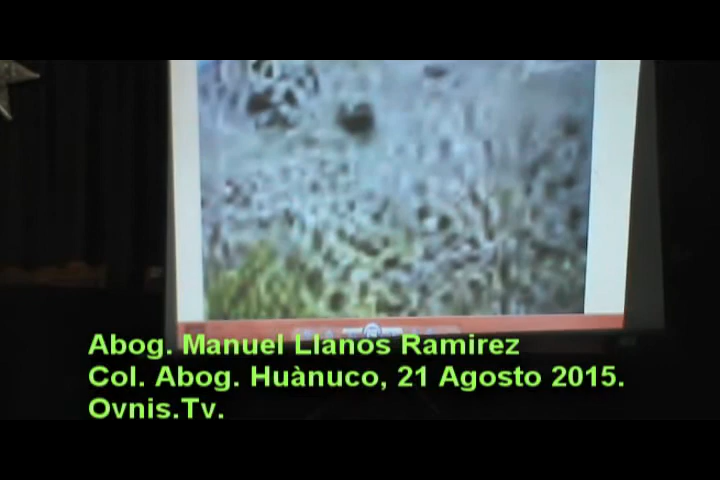 Abog. Manuel Llanos Ramirez
Col. Abog. Huànuco, 21 Agosto 2015.
Ovnis.Tv.